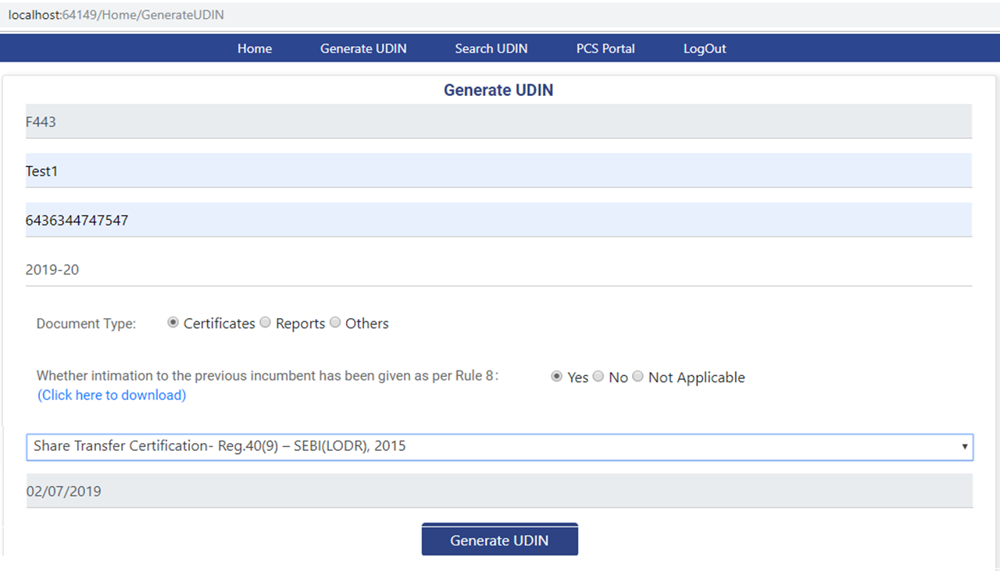 localhost:64149/Home/GenerateUDIN
Home Generate UDIN Search UDIN PCS Portal LogOut
Generate UDIN
F443
Test1
6436344747547
2019-20
Document Type: Certificates Reports Others
Whether intimation to the previous incumbent has been given as per Rule 8: Yes No Not Applicable
(Click here to download)
Share Transfer Certification- Reg.40(9) – SEBI(LODR), 2015
02/07/2019
Generate UDIN